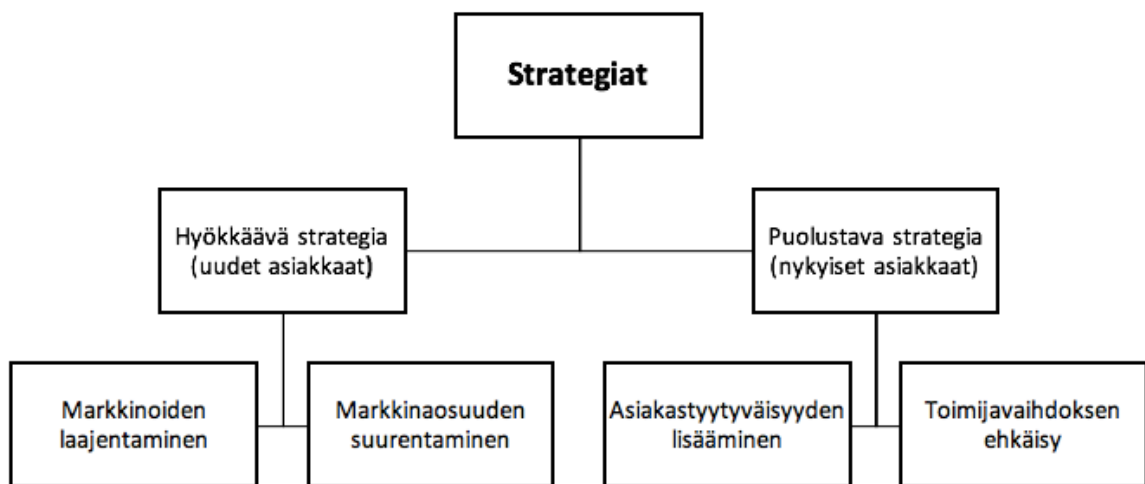 Strategiat
Hyökkäävä strategia
(uudet asiakkaat)
Puolustava strategia
(nykyiset asiakkaat)
Markkinoiden
laajentaminen
Markkinaosuuden
suurentaminen
Asiakastyytyväisyyden
lisääminen
Toimijavaihdoksen
ehkäisy